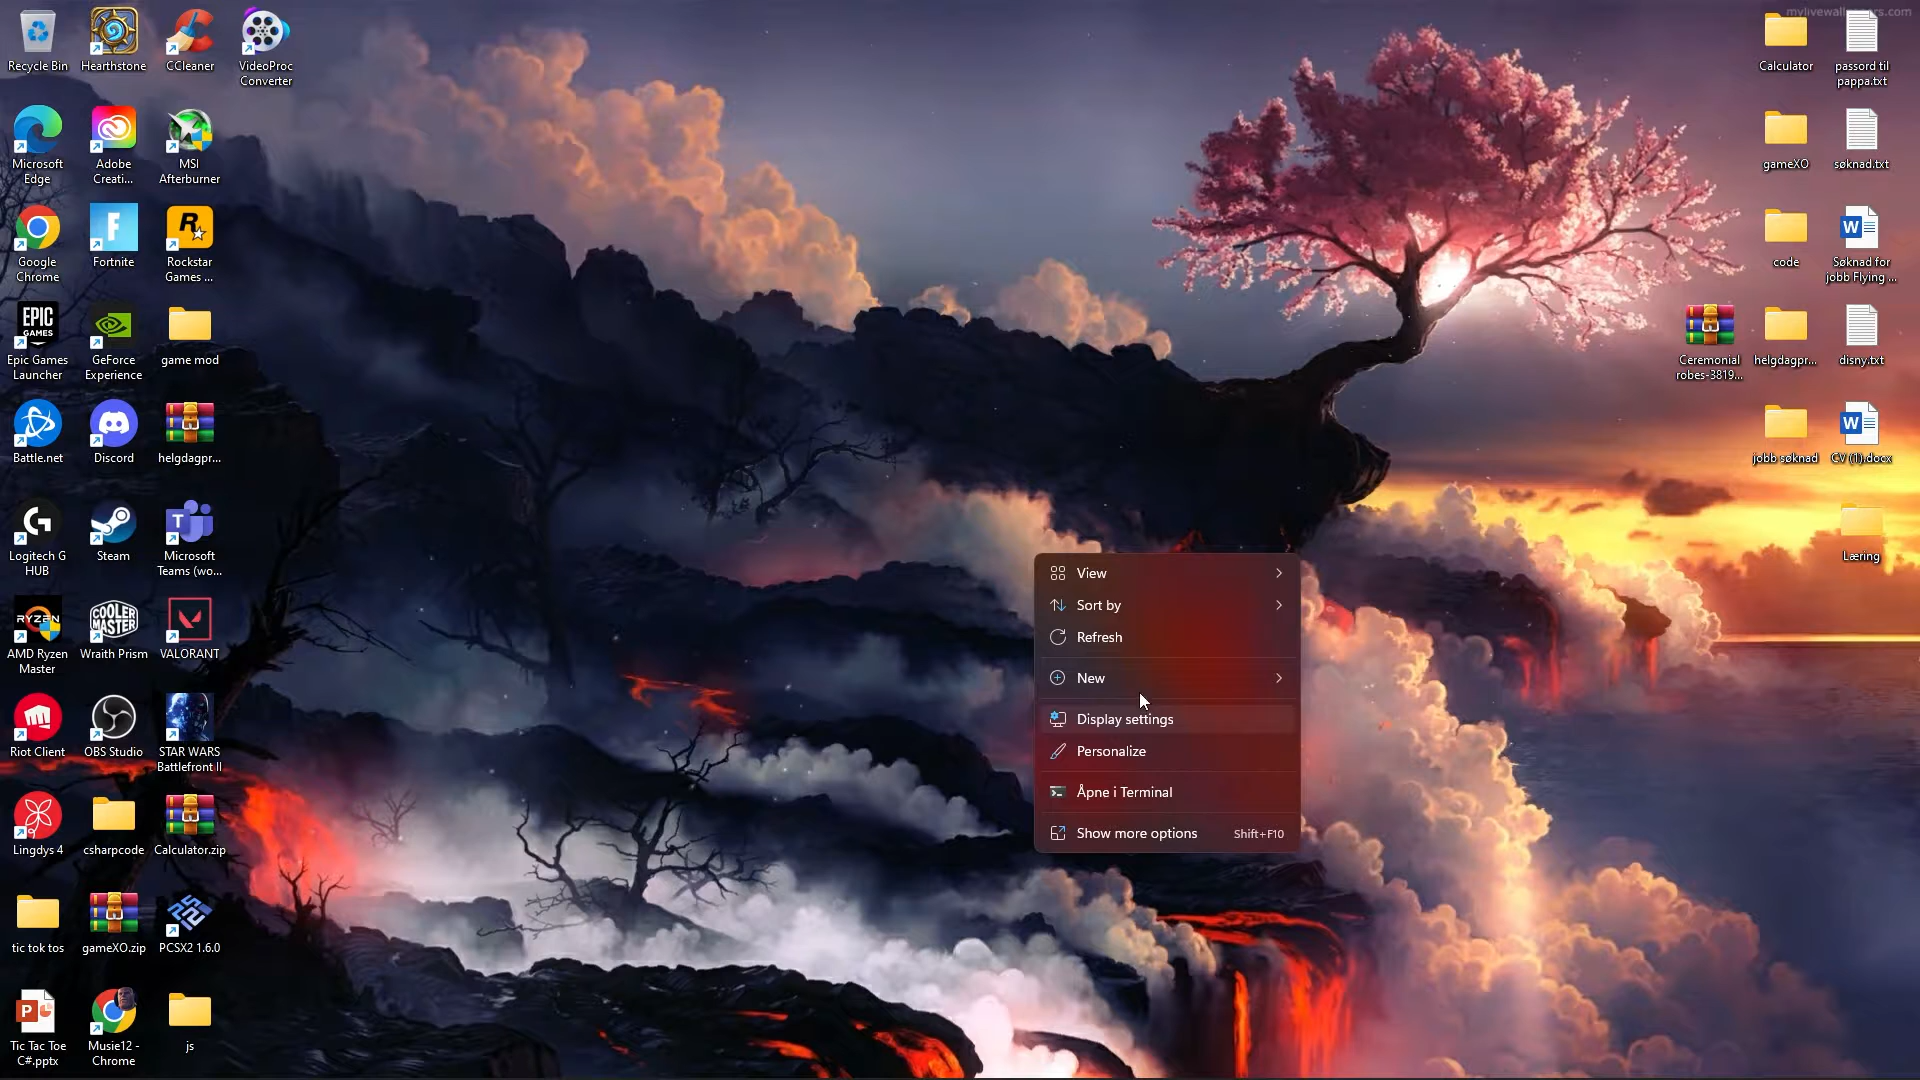 mylivewallpapers.com
Recycle Bin
Hearthstone
CCleaner
VideoProc
Converter
Calculator
passord til
pappa.txt
Microsoft
Edge
Adobe
Creati...
MSI
Afterburner
gameXO
søknad.txt
Google
Chrome
Fortnite
Rockstar
Games ...
code
Søknad for
jobb Flying ...
EPIC
GAMES
Epic Games
Launcher
GeForce
Experience
game mod
Ceremonial
robes-3819...
helgdagpr...
disny.txt
Battle.net
Discord
helgdagpr...
jobb søknad
CV (1).docx
Logitech G
HUB
Steam
Microsoft
Teams (wo...
Læring
RYZEN
AMD Ryzen
Master
COOLER
MASTER
Wraith Prism
VALORANT
Riot Client
OBS Studio
STAR WARS
Battlefront II
Lingdys 4
csharpcode
Calculator.zip
tic tok tos
gameXO.zip
PCSX2 1.6.0
Tic Tac Toe
C#.pptx
Musie12 -
Chrome
js
View
Sort by
Refresh
New
Display settings
Personalize
Åpne i Terminal
Show more options Shift+F10